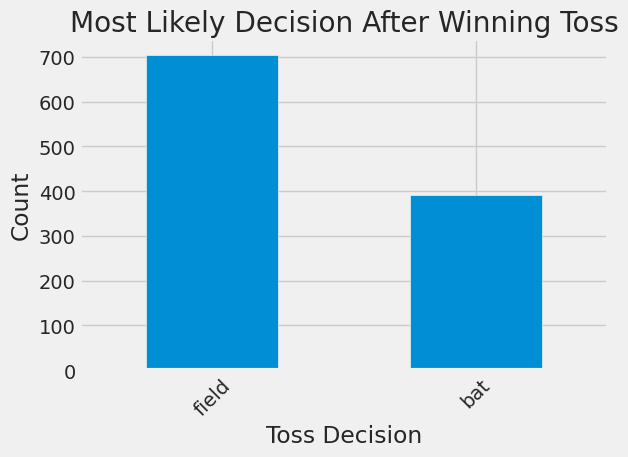 Most Likely Decision After Winning Toss
700
600
500
400
300
200
100
0
Count
field
bat
Toss Decision